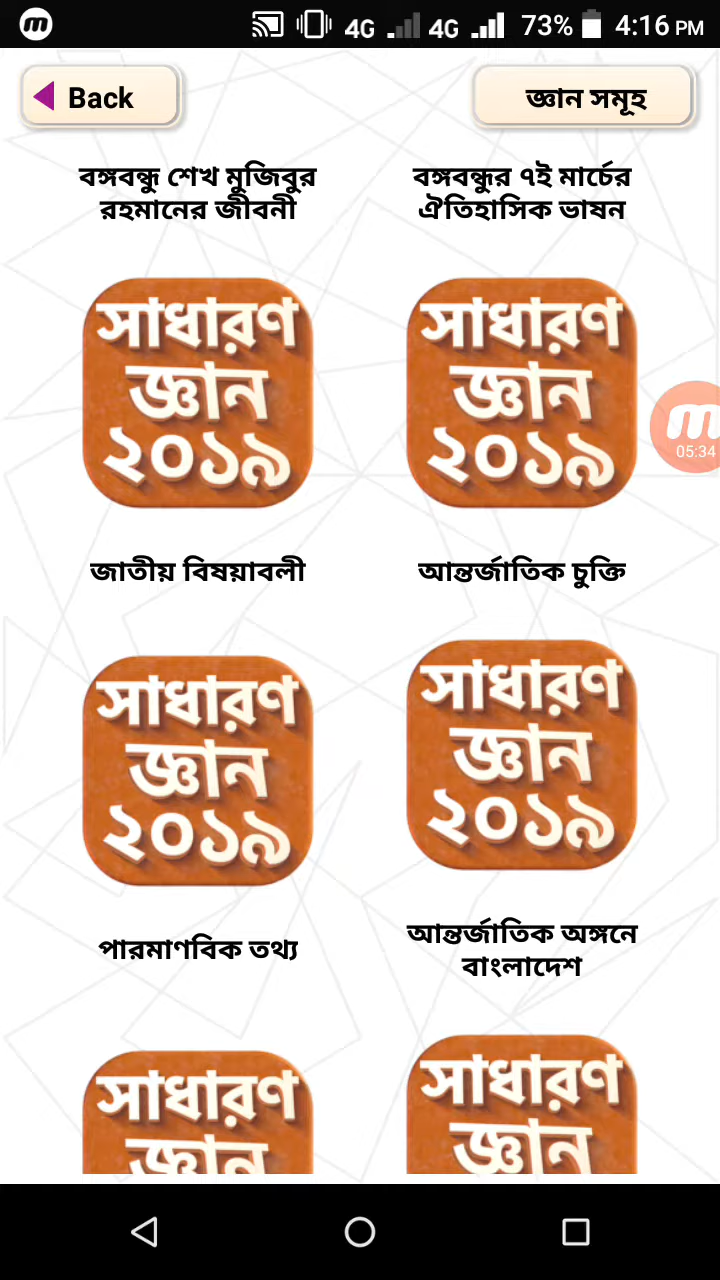 4G 4G 73% 4:16 PM
Back
জ্ঞান সমূহ
বঙ্গবন্ধু শেখ মুজিবুর
রহমানের জীবনী
বঙ্গবন্ধুর ৭ই মার্চের
ঐতিহাসিক ভাষন
সাধারণ
জ্ঞান
২০১৯
সাধারণ
জ্ঞান
২০১৯
m
05:34
জাতীয় বিষয়াবলী
আন্তর্জাতিক চুক্তি
সাধারণ
জ্ঞান
২০১৯
সাধারণ
জ্ঞান
২০১৯
পারমাণবিক তথ্য
আন্তর্জাতিক অঙ্গনে
বাংলাদেশ
সাধারণ
জ্ঞান
সাধারণ
জ্ঞান